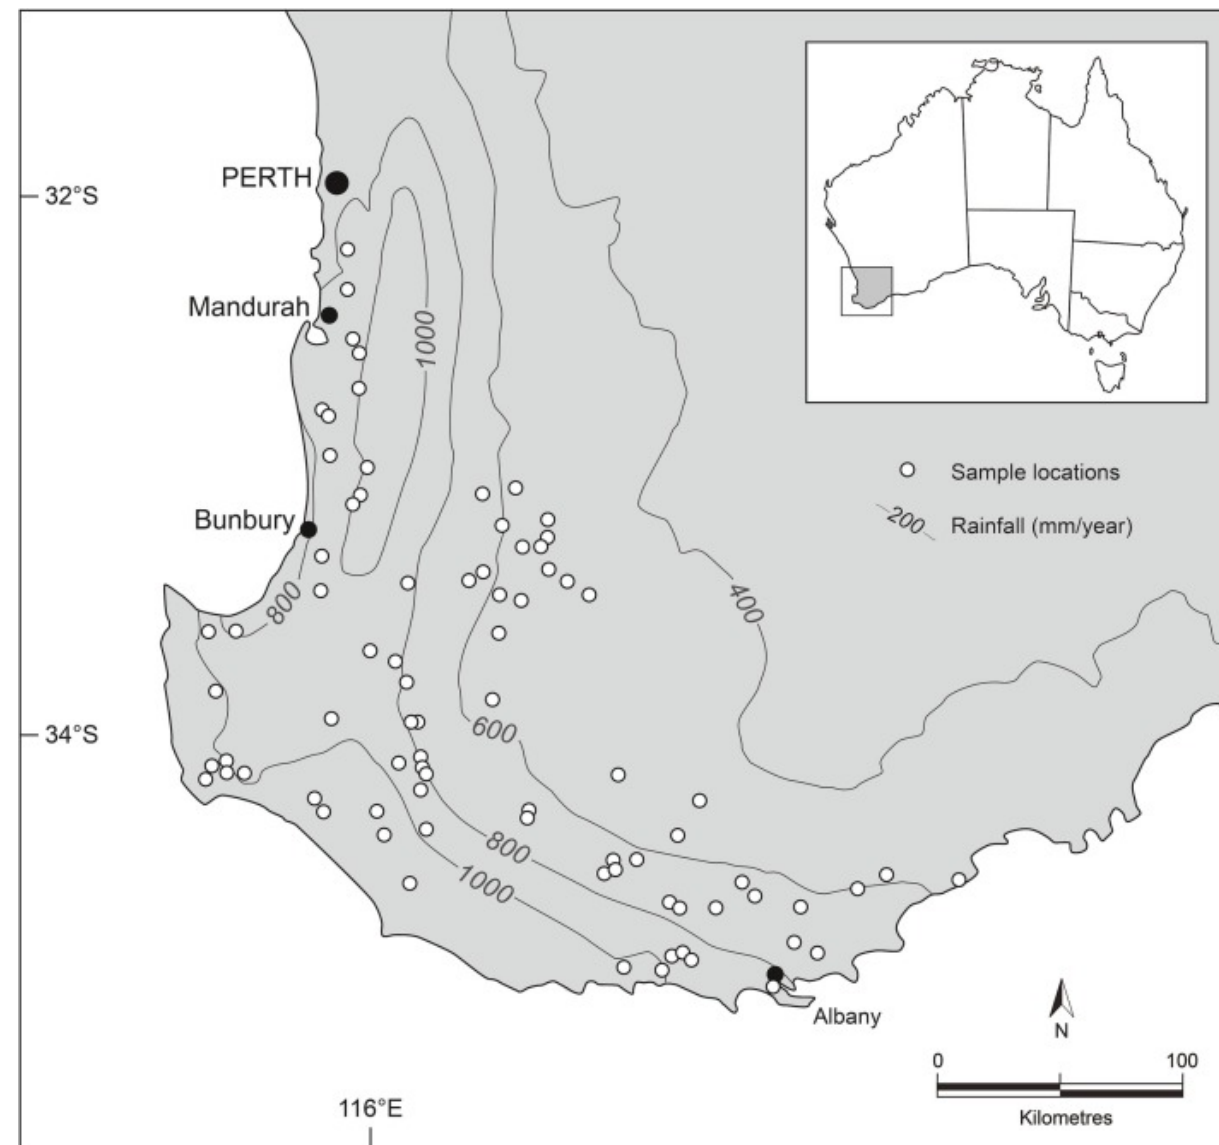 PERTH
32°S
Mandurah
1000
Sample locations
Bunbury
200
Rainfall (mm/year)
800
400
600
34°S
800
1000
Albany
N
0
100
Kilometres
116°E